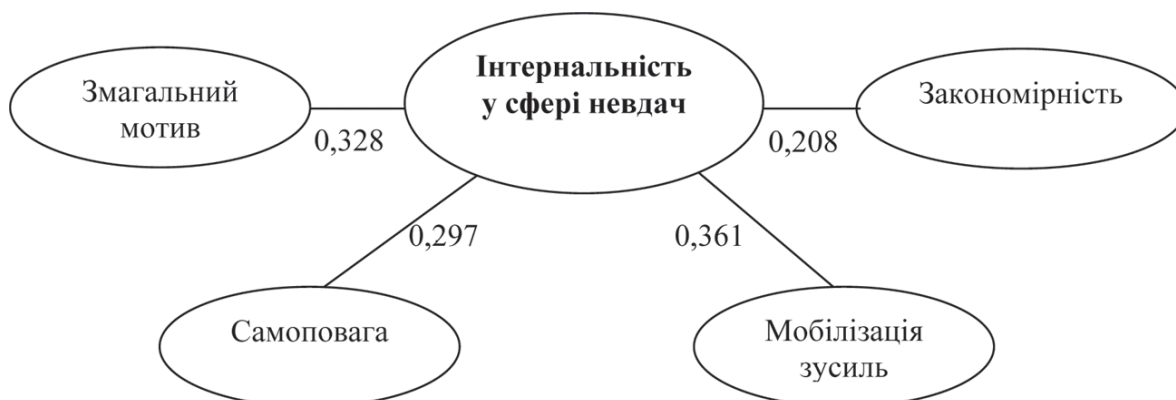 Інтернальність
у сфері невдач
Змагальний
мотив
Закономірність
0,328
0,208
0,297
0,361
Самоповага
Мобілізація
зусиль